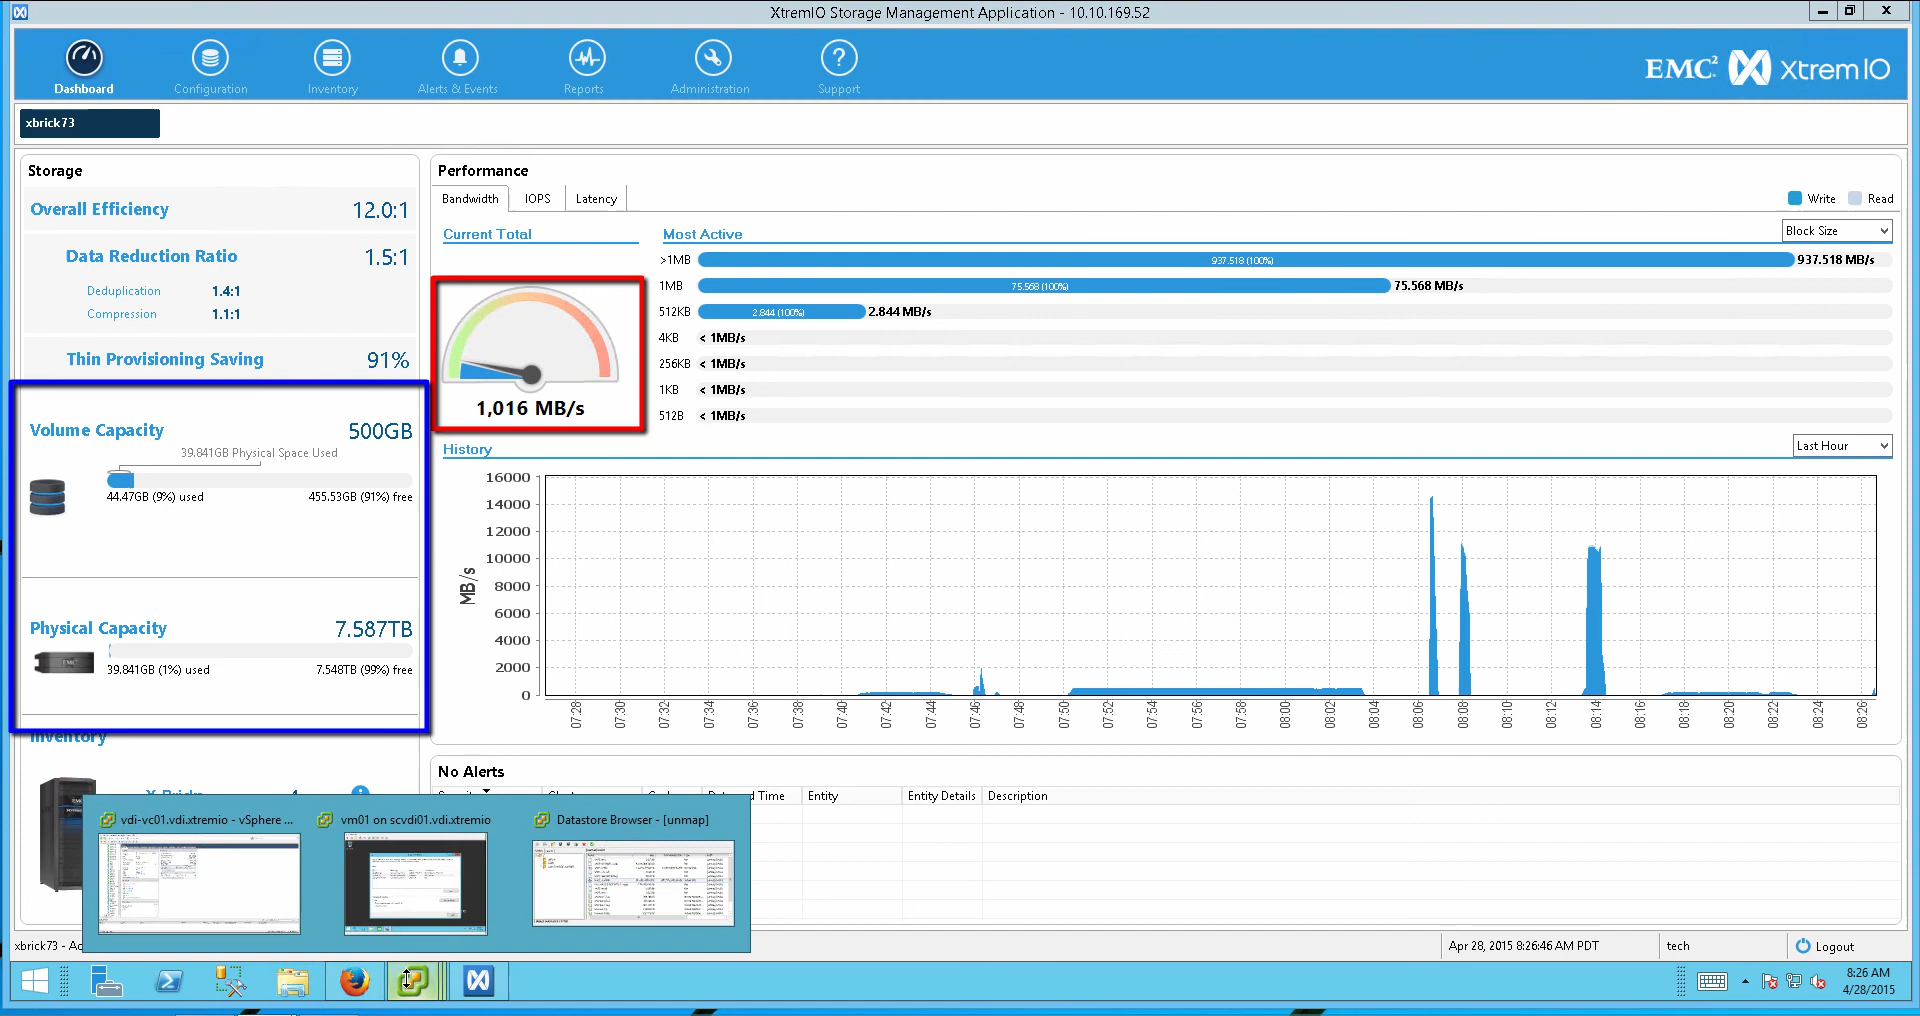 XtremIO Storage Management Application - 10.10.169.52
Dashboard
Configuration
Inventory
Alerts & Events
Reports
Administration
Support
EMC² XtremIO
xbrick73
Storage
Overall Efficiency 12.0:1
Data Reduction Ratio 1.5:1
Deduplication 1.4:1
Compression 1.1:1
Thin Provisioning Saving 91%
Volume Capacity 500GB
39.841GB Physical Space Used
44.47GB (9%) used 455.53GB (91%) free
Physical Capacity 7.587TB
39.841GB (1%) used 7.548TB (99%) free
Inventory
X-Bricks 1
Performance
Bandwidth IOPS Latency
Write Read
Current Total
1,016 MB/s
Most Active
Block Size
>1MB 937.518 (100%) 937.518 MB/s
1MB 75.568 (100%) 75.568 MB/s
512KB 2.844 (100%) 2.844 MB/s
4KB < 1MB/s
256KB < 1MB/s
1KB < 1MB/s
512B < 1MB/s
History
Last Hour
MB/s
16000
14000
12000
10000
8000
6000
4000
2000
0
07:28 07:30 07:32 07:34 07:36 07:38 07:40 07:42 07:44 07:46 07:48 07:50 07:52 07:54 07:56 07:58 08:00 08:02 08:04 08:06 08:08 08:10 08:12 08:14 08:16 08:18 08:20 08:22 08:24 08:26
No Alerts
Time Entity Entity Details Description
vdi-vc01.vdi.xtremio - vSphere ...
vm01 on scvdi01.vdi.xtremio
Datastore Browser - [unmap]
xbrick73 - Ac
Apr 28, 2015 8:26:46 AM PDT
tech
Logout
8:26 AM
4/28/2015